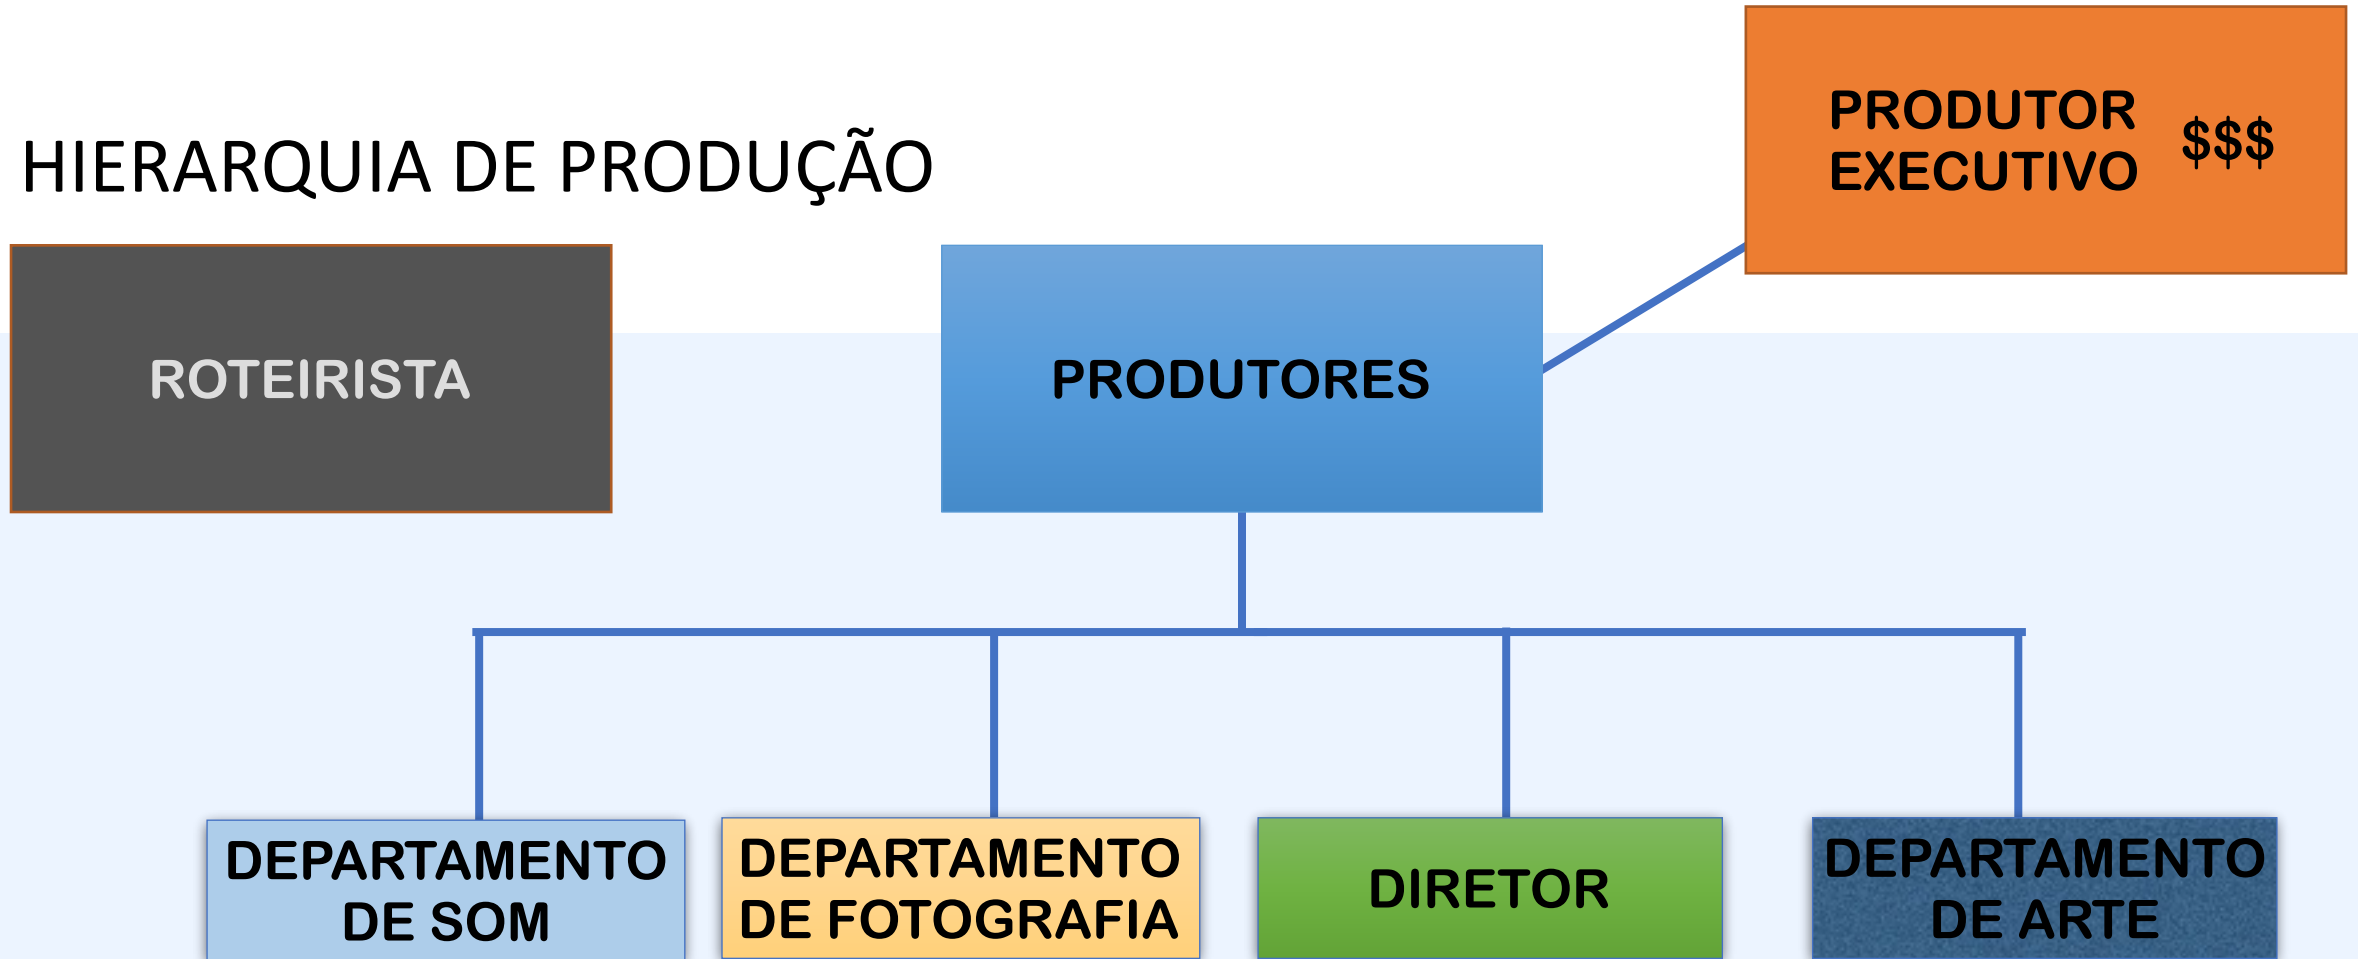 HIERARQUIA DE PRODUÇÃO
PRODUTOR
EXECUTIVO
$$$
ROTEIRISTA
PRODUTORES
DEPARTAMENTO
DE SOM
DEPARTAMENTO
DE FOTOGRAFIA
DIRETOR
DEPARTAMENTO
DE ARTE